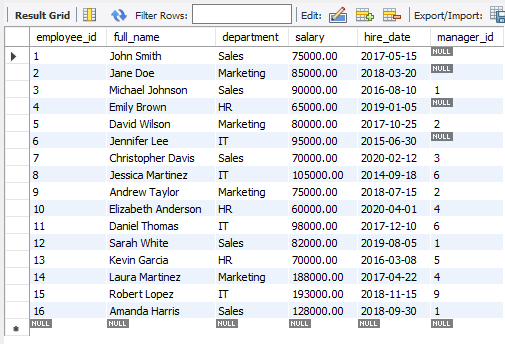 Result Grid Filter Rows: Edit: Export/Import:
employee_id full_name department salary hire_date manager_id
1 John Smith Sales 75000.00 2017-05-15 NULL
2 Jane Doe Marketing 85000.00 2018-03-20 NULL
3 Michael Johnson Sales 90000.00 2016-08-10 1
4 Emily Brown HR 65000.00 2019-01-05 NULL
5 David Wilson Marketing 80000.00 2017-10-25 2
6 Jennifer Lee IT 95000.00 2015-06-30 NULL
7 Christopher Davis Sales 70000.00 2020-02-12 3
8 Jessica Martinez IT 105000.00 2014-09-18 6
9 Andrew Taylor Marketing 75000.00 2018-07-15 2
10 Elizabeth Anderson HR 60000.00 2020-04-01 4
11 Daniel Thomas IT 98000.00 2017-12-10 6
12 Sarah White Sales 82000.00 2019-08-05 1
13 Kevin Garcia HR 70000.00 2016-03-08 5
14 Laura Martinez Marketing 188000.00 2017-04-22 4
15 Robert Lopez IT 193000.00 2018-11-15 9
16 Amanda Harris Sales 128000.00 2018-09-30 1
NULL NULL NULL NULL NULL NULL